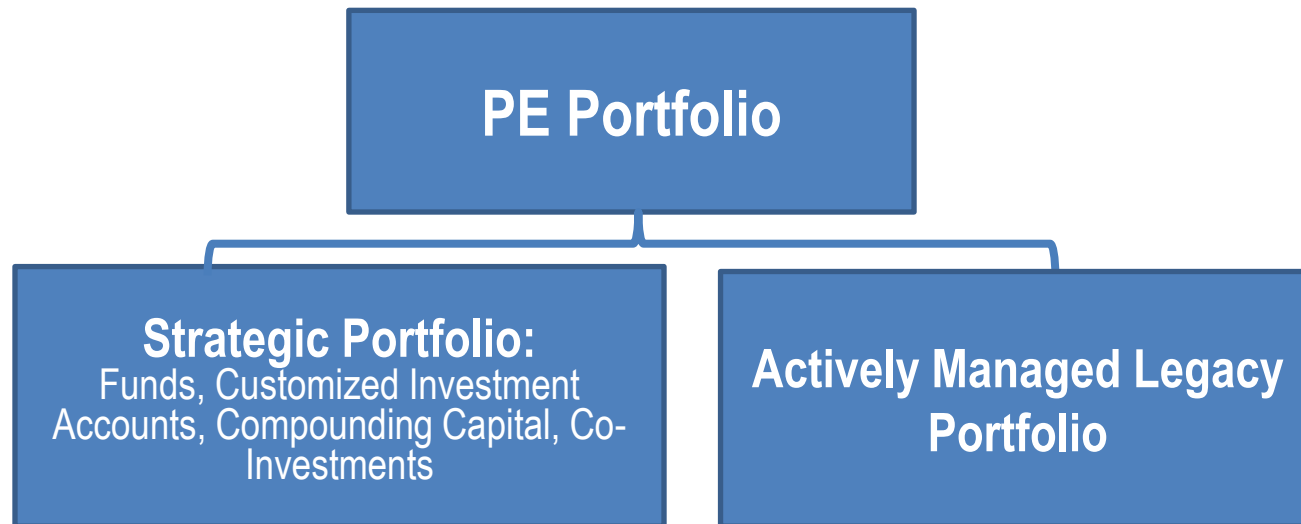 PE Portfolio
Strategic Portfolio:
Funds, Customized Investment
Accounts, Compounding Capital, Co-
Investments
Actively Managed Legacy
Portfolio